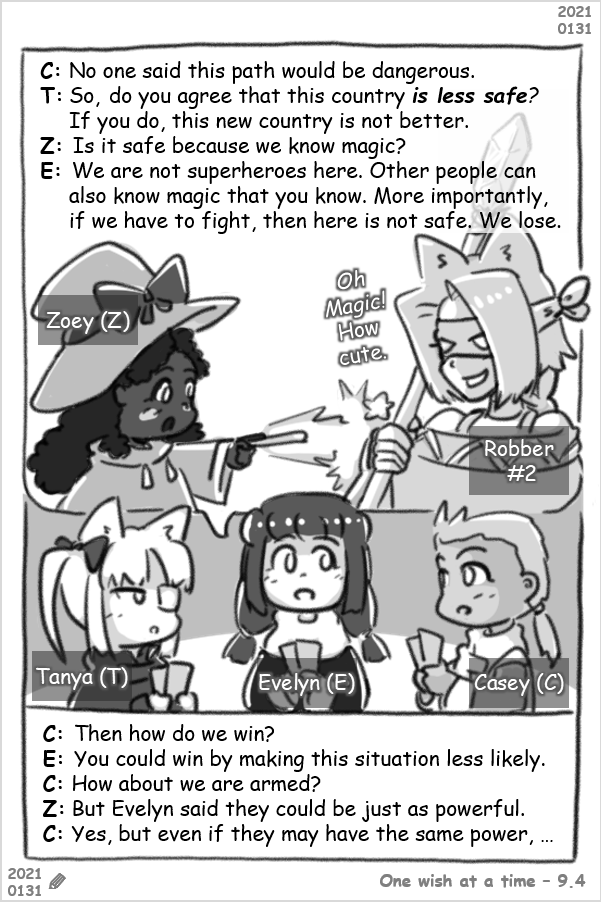 2021
0131
C: No one said this path would be dangerous.
T: So, do you agree that this country is less safe?
If you do, this new country is not better.
Z: Is it safe because we know magic?
E: We are not superheroes here. Other people can
also know magic that you know. More importantly,
if we have to fight, then here is not safe. We lose.
Oh
Magic!
How
cute.
Zoey (Z)
Robber
#2
Tanya (T)
Evelyn (E)
Casey (C)
C: Then how do we win?
E: You could win by making this situation less likely.
C: How about we are armed?
Z: But Evelyn said they could be just as powerful.
C: Yes, but even if they may have the same power, ...
2021
0131
One wish at a time – 9.4